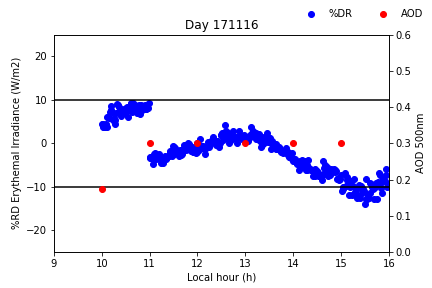 %DR AOD
Day 171116
%RD Erythemal Irradiance (W/m2)
20
10
0
−10
−20
0.6
0.5
0.4
0.3
0.2
0.1
0.0
AOD 500nm
9 10 11 12 13 14 15 16
Local hour (h)